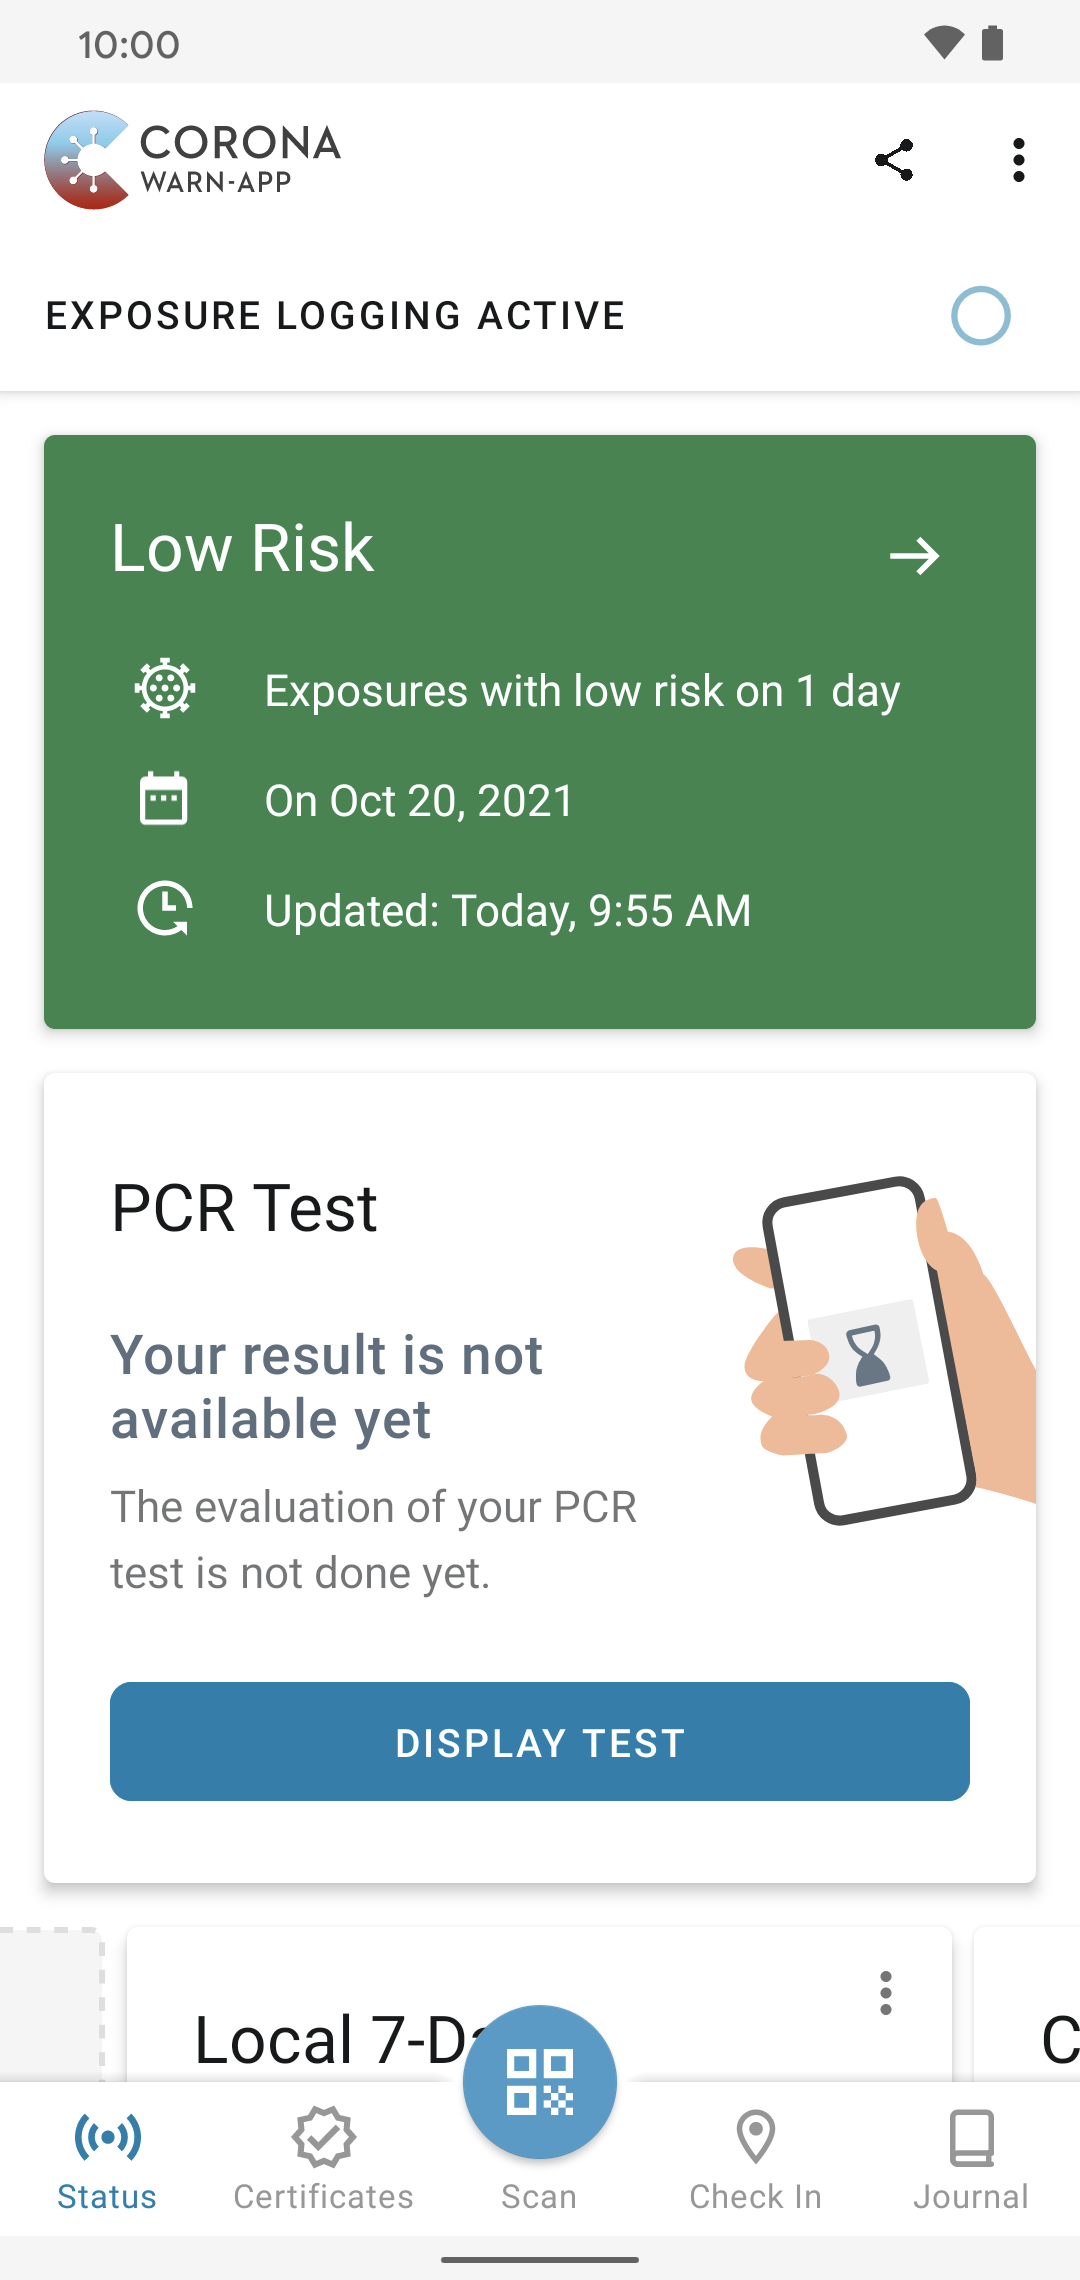 10:00
CORONA
WARN-APP
EXPOSURE LOGGING ACTIVE
Low Risk
Exposures with low risk on 1 day
On Oct 20, 2021
Updated: Today, 9:55 AM
PCR Test
Your result is not
available yet
The evaluation of your PCR
test is not done yet.
DISPLAY TEST
Local 7-D
C
Status
Certificates
Scan
Check In
Journal